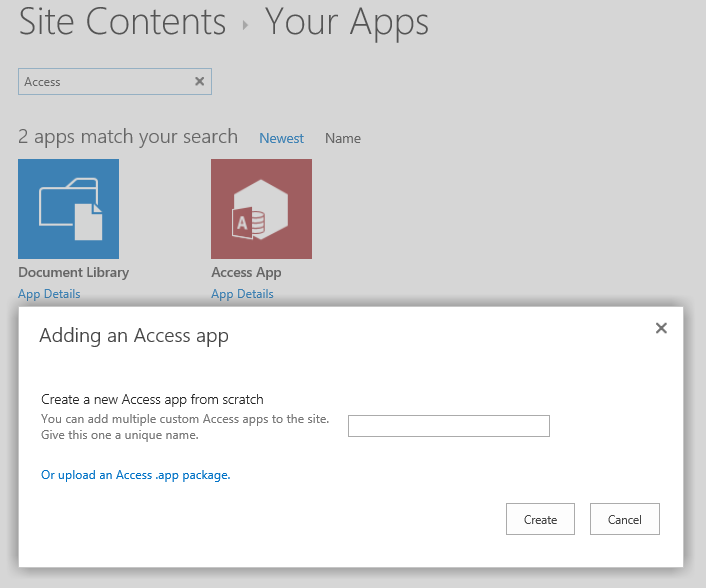 Site Contents ▸ Your Apps
Access
2 apps match your search Newest Name
A
Document Library Access App
App Details App Details
Adding an Access app
Create a new Access app from scratch
You can add multiple custom Access apps to the site.
Give this one a unique name.
Or upload an Access .app package.
Create Cancel